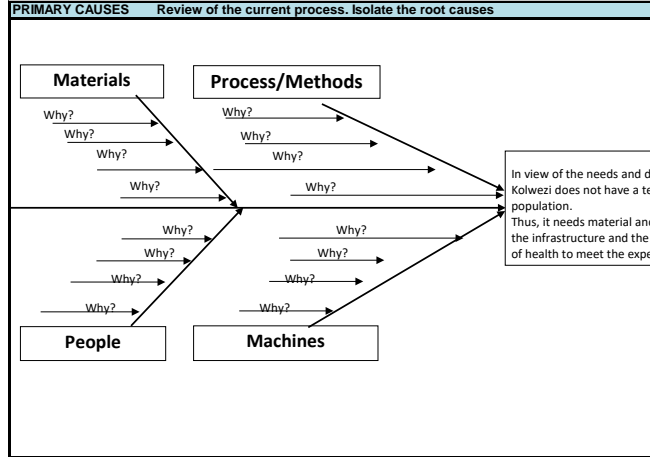 PRIMARY CAUSES Review of the current process. Isolate the root causes
Materials
Process/Methods
Why?
Why?
Why?
Why?
Why?
Why?
Why?
Why?
In view of the needs and d
Kolwezi does not have a te
population.
Thus, it needs material and
the infrastructure and the
of health to meet the expe
Why?
Why?
Why?
Why?
Why?
Why?
Why?
Why?
People
Machines